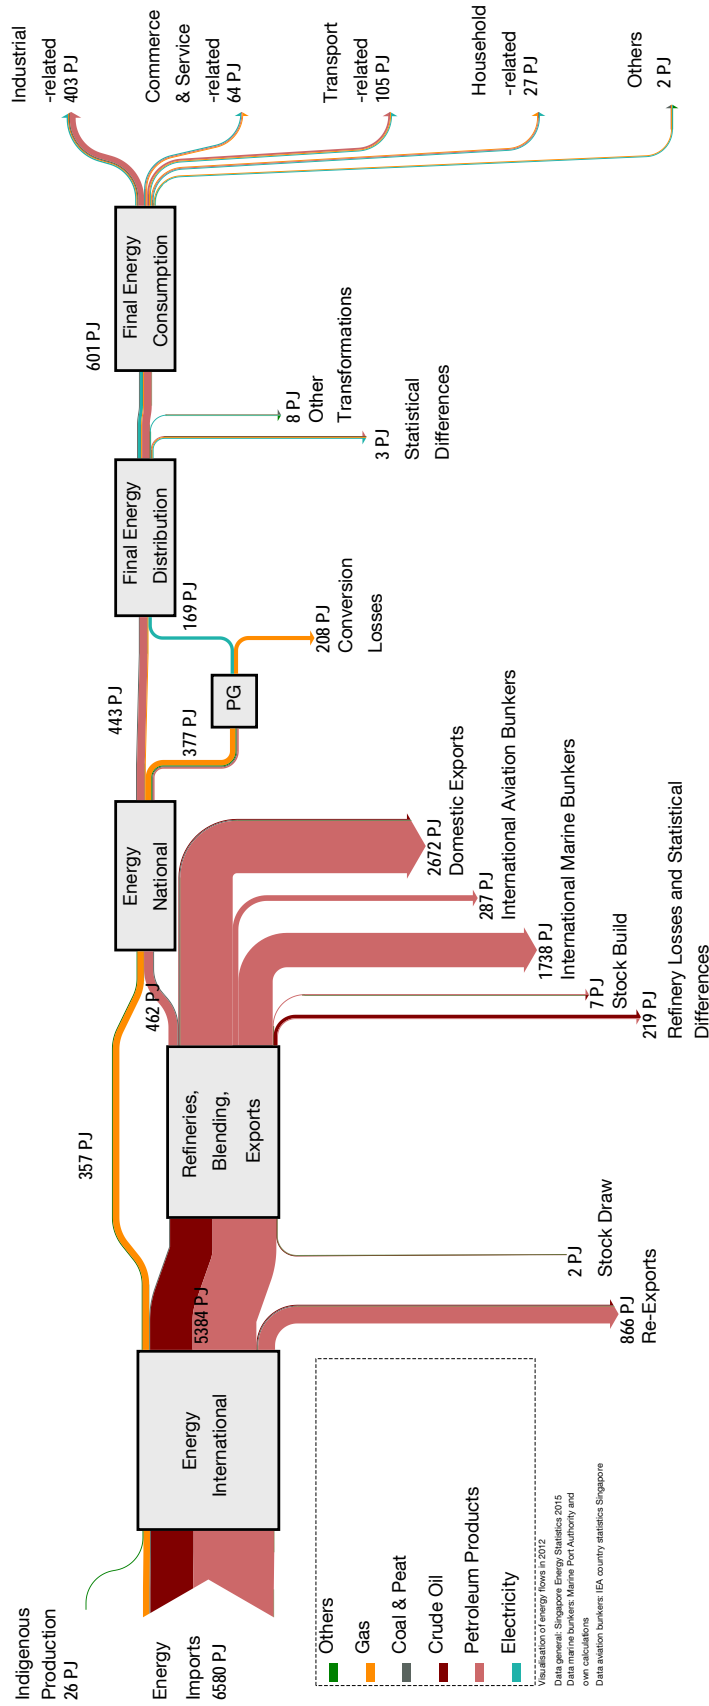 Indigenous
Production
26 PJ
Energy
Imports
6580 PJ
Energy
International
357 PJ
5384 PJ
866 PJ
Re-Exports
2 PJ
Stock Draw
Refineries,
Blending,
Exports
462 PJ
219 PJ
Refinery Losses and Statistical
Differences
7 PJ
Stock Build
1738 PJ
International Marine Bunkers
287 PJ
International Aviation Bunkers
2672 PJ
Domestic Exports
Energy
National
443 PJ
377 PJ
PG
169 PJ
208 PJ
Conversion
Losses
Final Energy
Distribution
3 PJ
Statistical
Differences
8 PJ
Other
Transformations
601 PJ
Final Energy
Consumption
Industrial
-related
403 PJ
Commerce
& Service
-related
64 PJ
Transport
-related
105 PJ
Household
-related
27 PJ
Others
2 PJ
Others
Gas
Coal & Peat
Crude Oil
Petroleum Products
Electricity
Visualisation of energy flows in 2012
Data general: Singapore Energy Statistics 2015
Data marine bunkers: Marine Port Authority and
own calculations
Data aviation bunkers: IEA country statistics Singapore